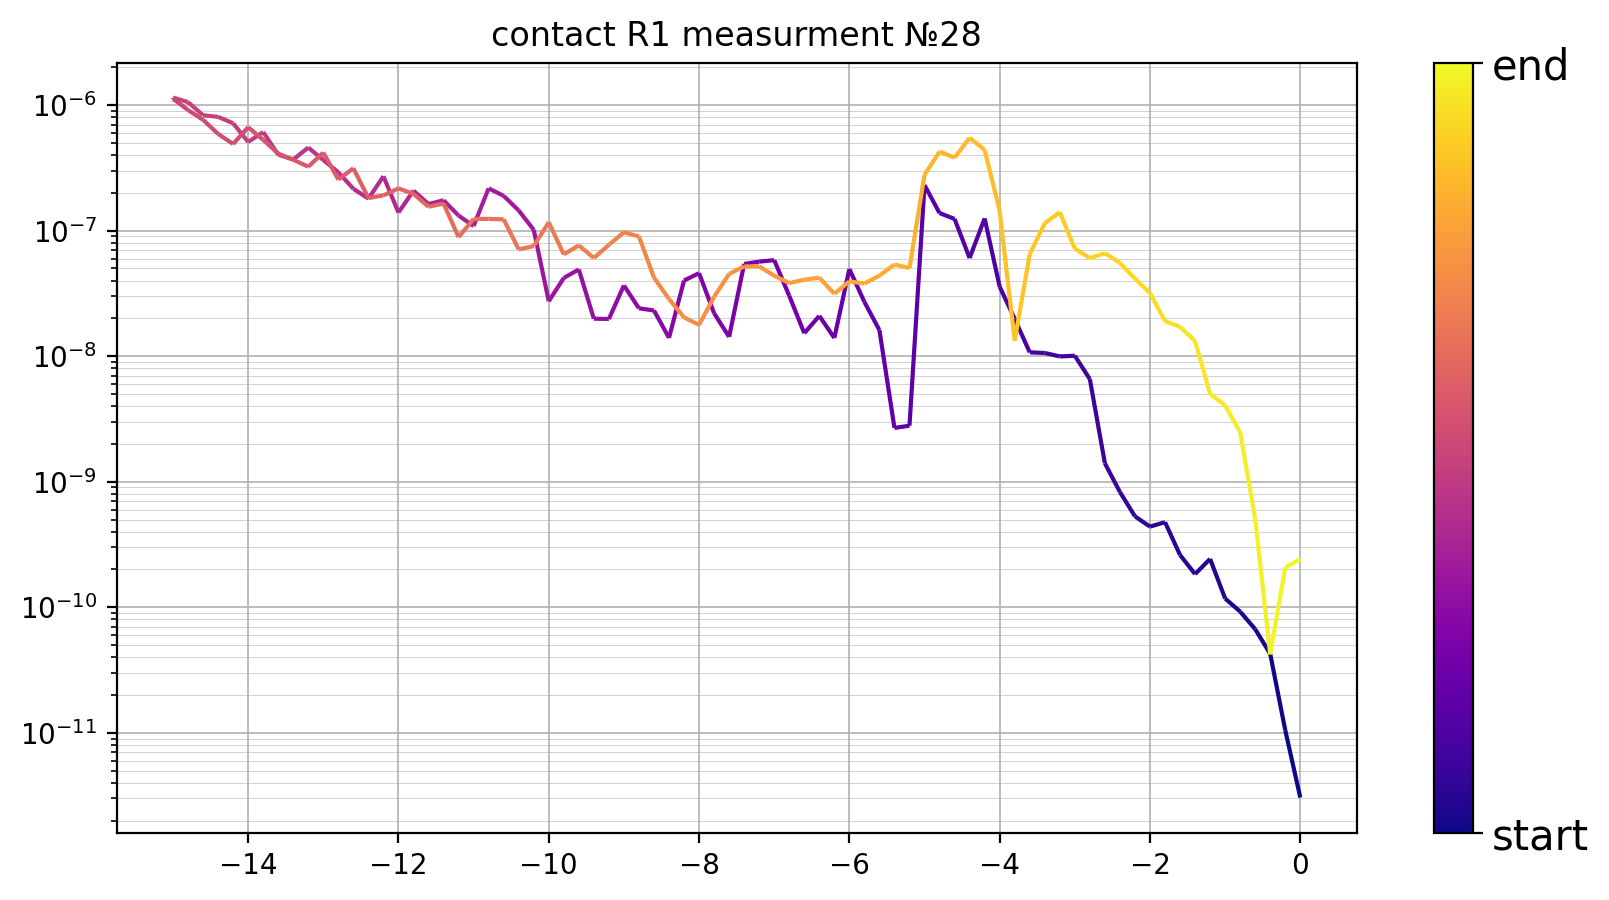 contact R1 measurment №28
10⁻⁶
10⁻⁷
10⁻⁸
10⁻⁹
10⁻¹⁰
10⁻¹¹
−14 −12 −10 −8 −6 −4 −2 0
end
start